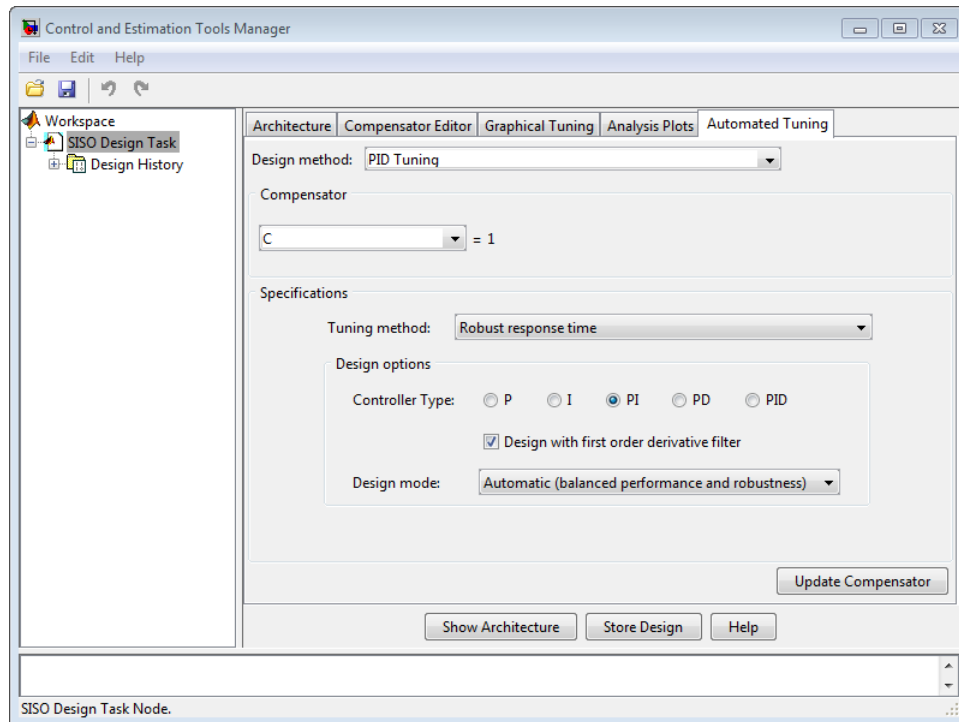 Control and Estimation Tools Manager
File Edit Help
Workspace
SISO Design Task
Design History
Architecture Compensator Editor Graphical Tuning Analysis Plots Automated Tuning
Design method: PID Tuning
Compensator
C = 1
Specifications
Tuning method: Robust response time
Design options
Controller Type: P I PI PD PID
Design with first order derivative filter
Design mode: Automatic (balanced performance and robustness)
Update Compensator
Show Architecture Store Design Help
SISO Design Task Node.